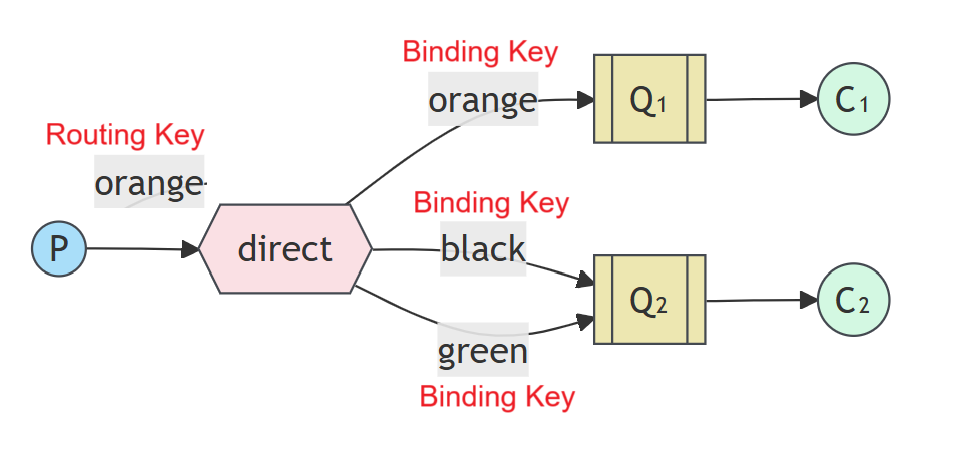 Binding Key
orange
Q1
C1
Routing Key
orange
P
direct
Binding Key
black
Q2
C2
green
Binding Key